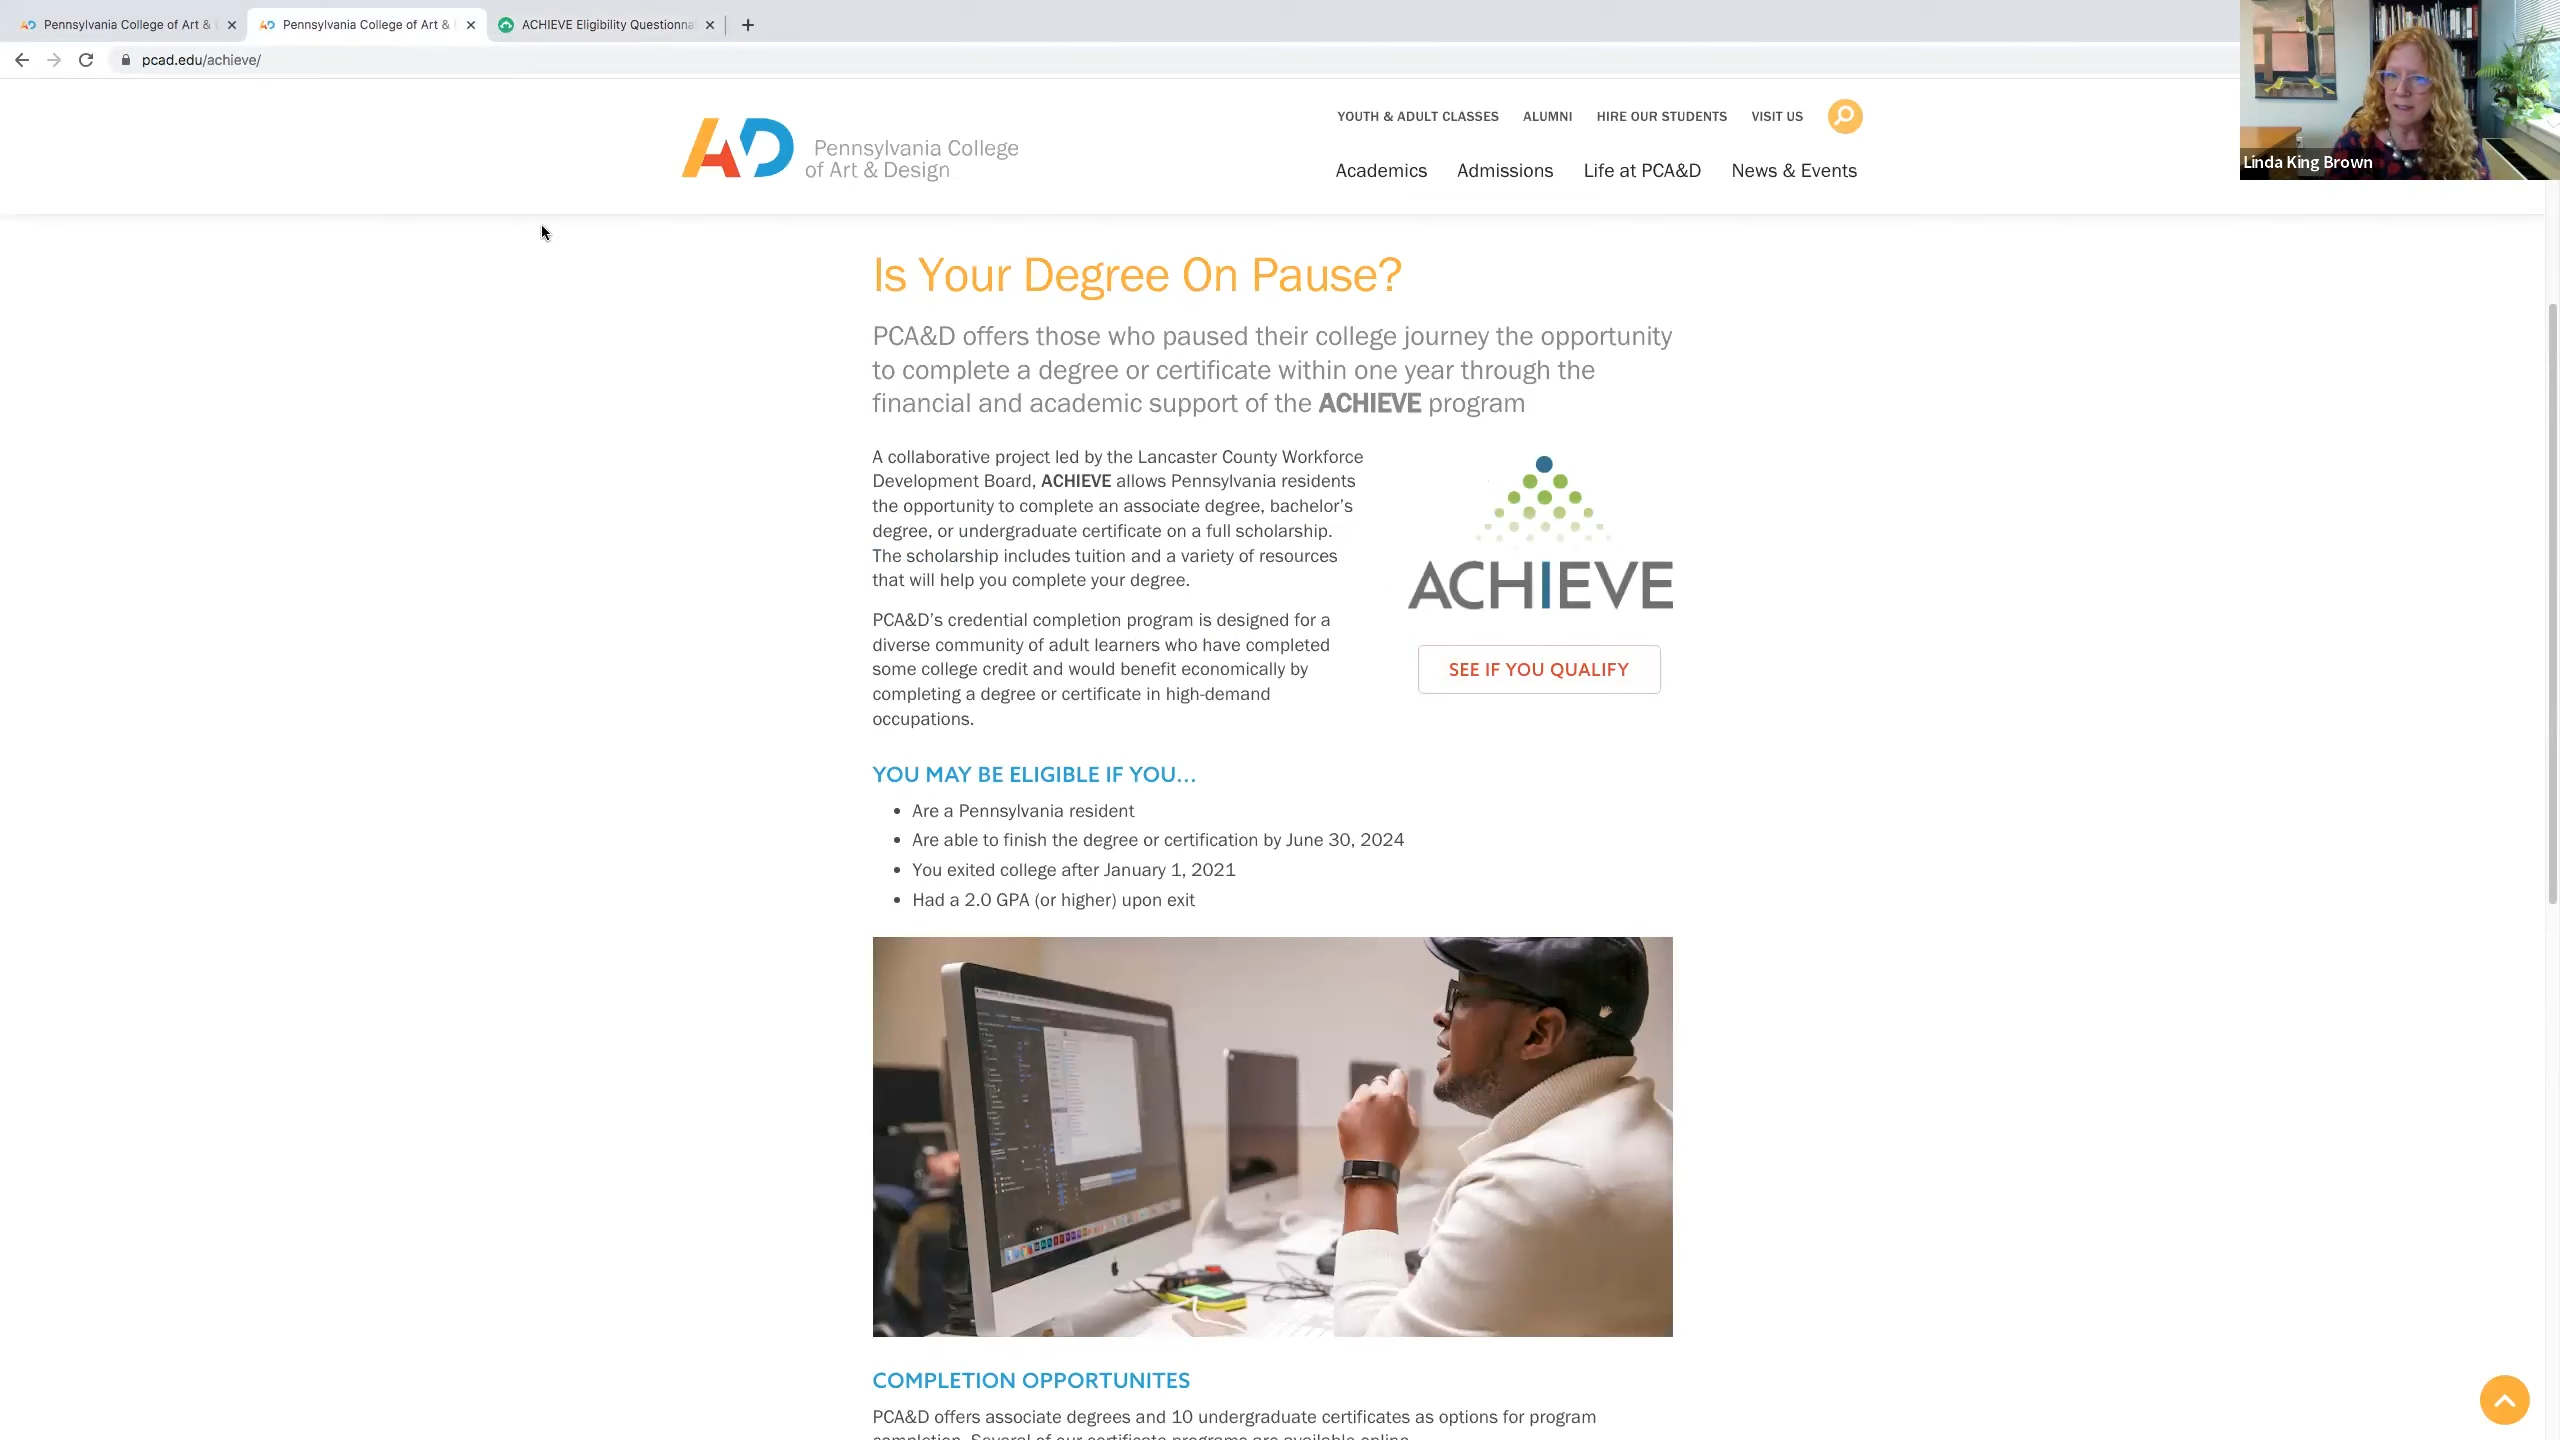 Pennsylvania College of Art &
Pennsylvania College of Art &
ACHIEVE Eligibility Questionna
pcad.edu/achieve/
Linda King Brown
YOUTH & ADULT CLASSES ALUMNI HIRE OUR STUDENTS VISIT US
AD Pennsylvania College
of Art & Design
Academics Admissions Life at PCA&D News & Events
Is Your Degree On Pause?
PCA&D offers those who paused their college journey the opportunity
to complete a degree or certificate within one year through the
financial and academic support of the ACHIEVE program
A collaborative project led by the Lancaster County Workforce
Development Board, ACHIEVE allows Pennsylvania residents
the opportunity to complete an associate degree, bachelor’s
degree, or undergraduate certificate on a full scholarship.
The scholarship includes tuition and a variety of resources
that will help you complete your degree.
PCA&D’s credential completion program is designed for a
diverse community of adult learners who have completed
some college credit and would benefit economically by
completing a degree or certificate in high-demand
occupations.
ACHIEVE
SEE IF YOU QUALIFY
YOU MAY BE ELIGIBLE IF YOU…
• Are a Pennsylvania resident
• Are able to finish the degree or certification by June 30, 2024
• You exited college after January 1, 2021
• Had a 2.0 GPA (or higher) upon exit
COMPLETION OPPORTUNITES
PCA&D offers associate degrees and 10 undergraduate certificates as options for program
completion. Several of our certificate programs are available online.